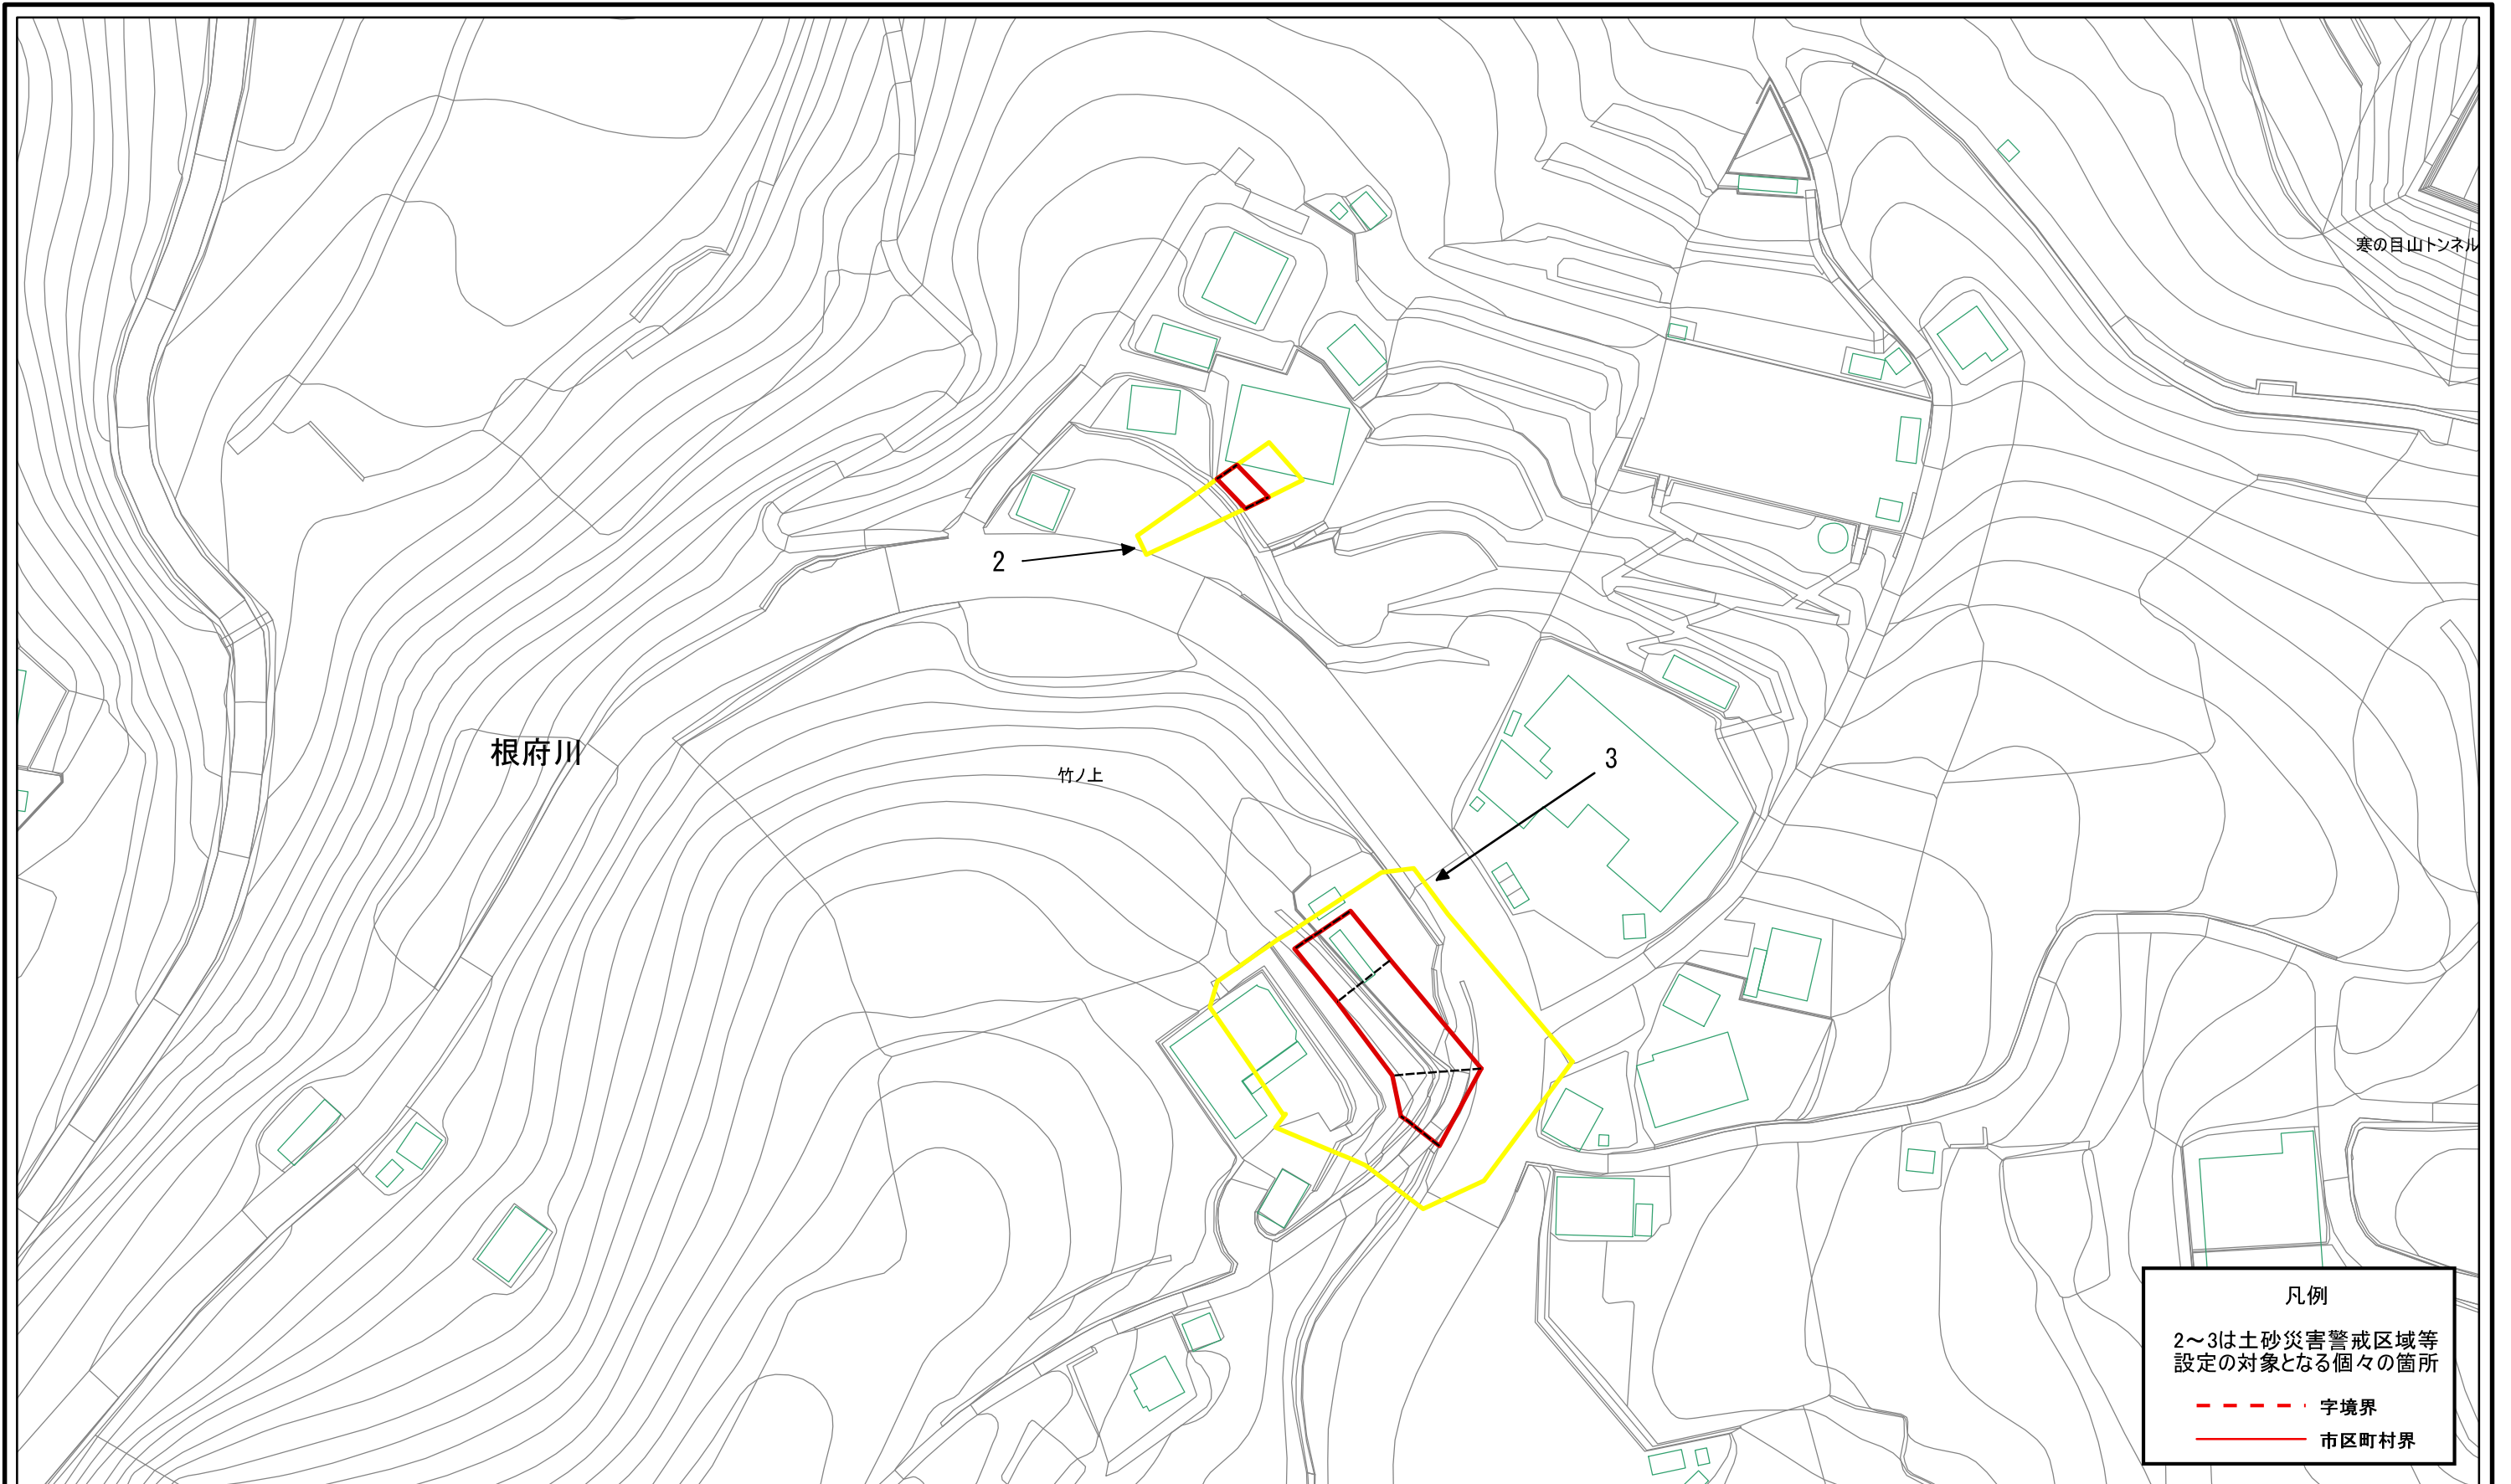 寒の目山トンネル
2
根府川
3
竹ノ上
凡例
2～3は土砂災害警戒区域等
設定の対象となる個々の箇所
字境界
市区町村界